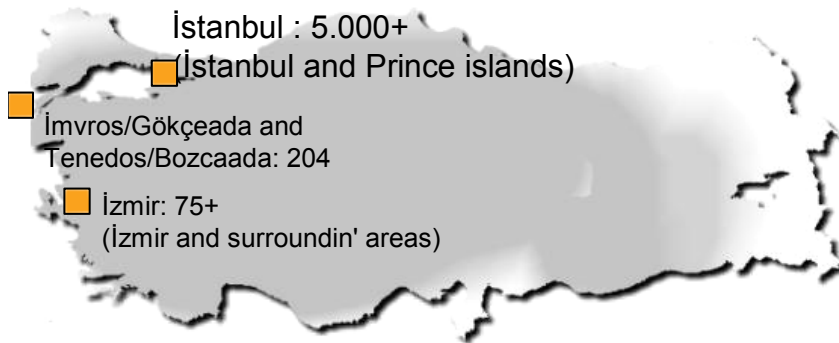 İstanbul : 5.000+
(İstanbul and Prince islands)
İmvros/Gökçeada and
Tenedos/Bozcaada: 204
İzmir: 75+
(İzmir and surroundin' areas)